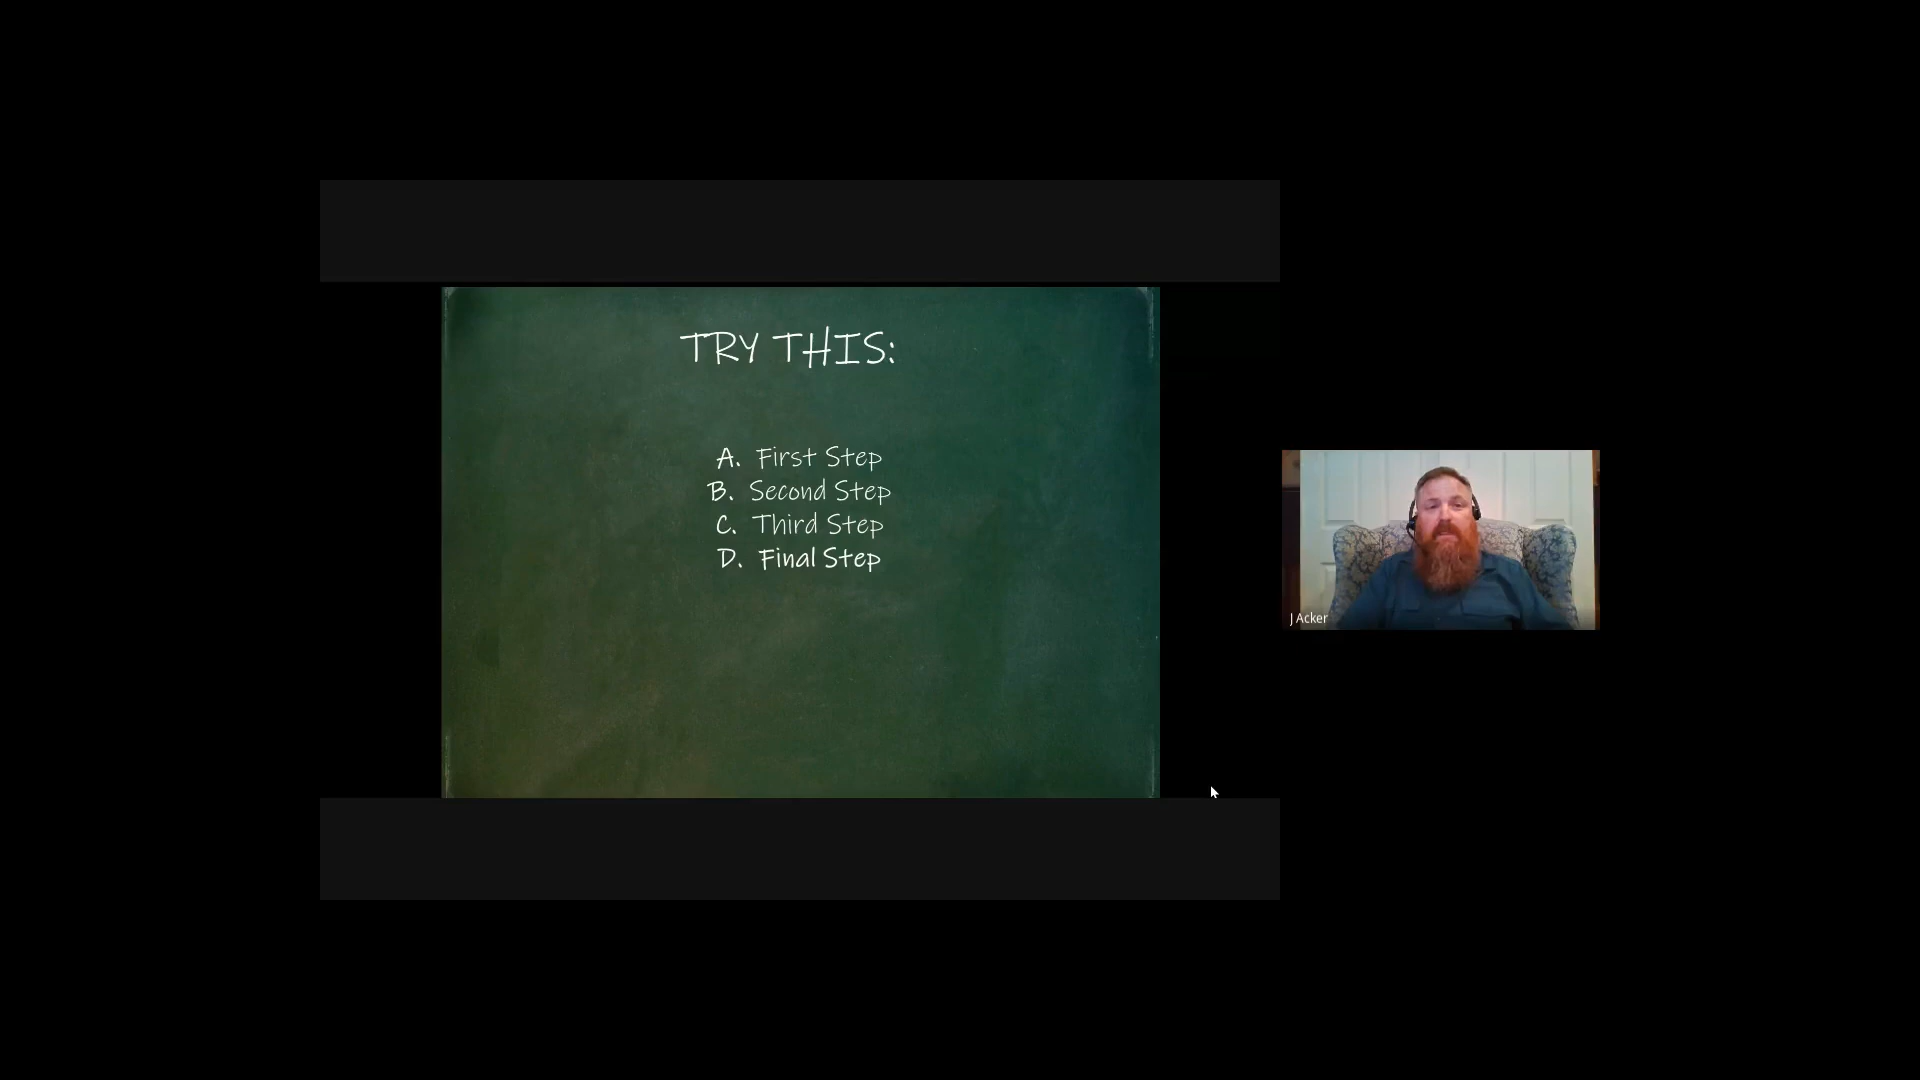 TRY THIS:
A. First Step
B. Second Step
C. Third Step
D. Final Step
J Acker